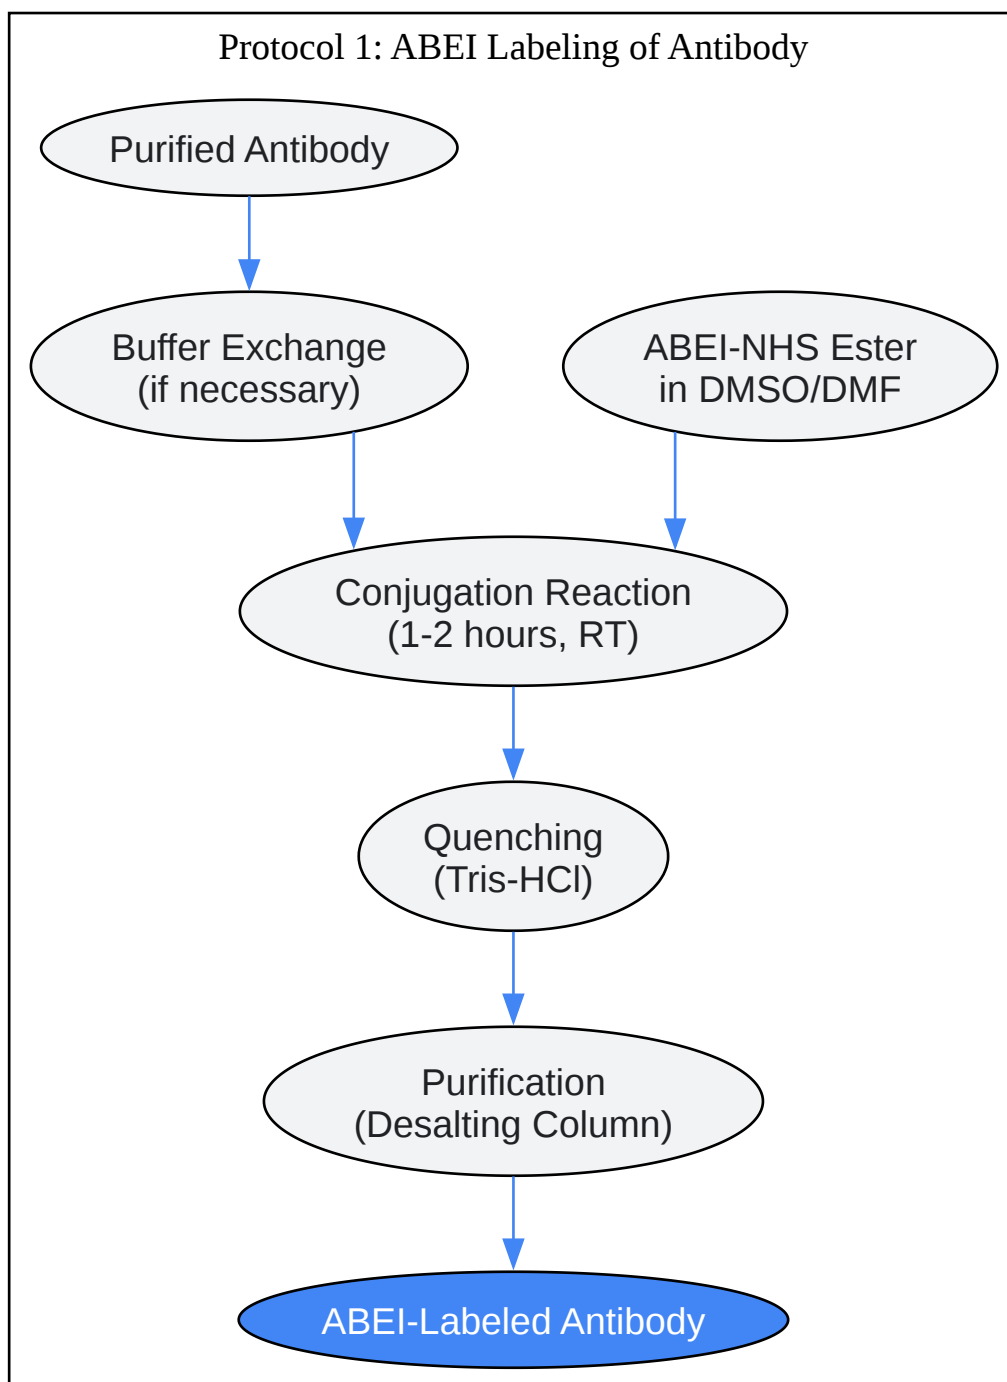 Protocol 1: ABEI Labeling of Antibody
Purified Antibody
Buffer Exchange
(if necessary)
ABEI-NHS Ester
in DMSO/DMF
Conjugation Reaction
(1-2 hours, RT)
Quenching
(Tris-HCl)
Purification
(Desalting Column)
ABEI-Labeled Antibody